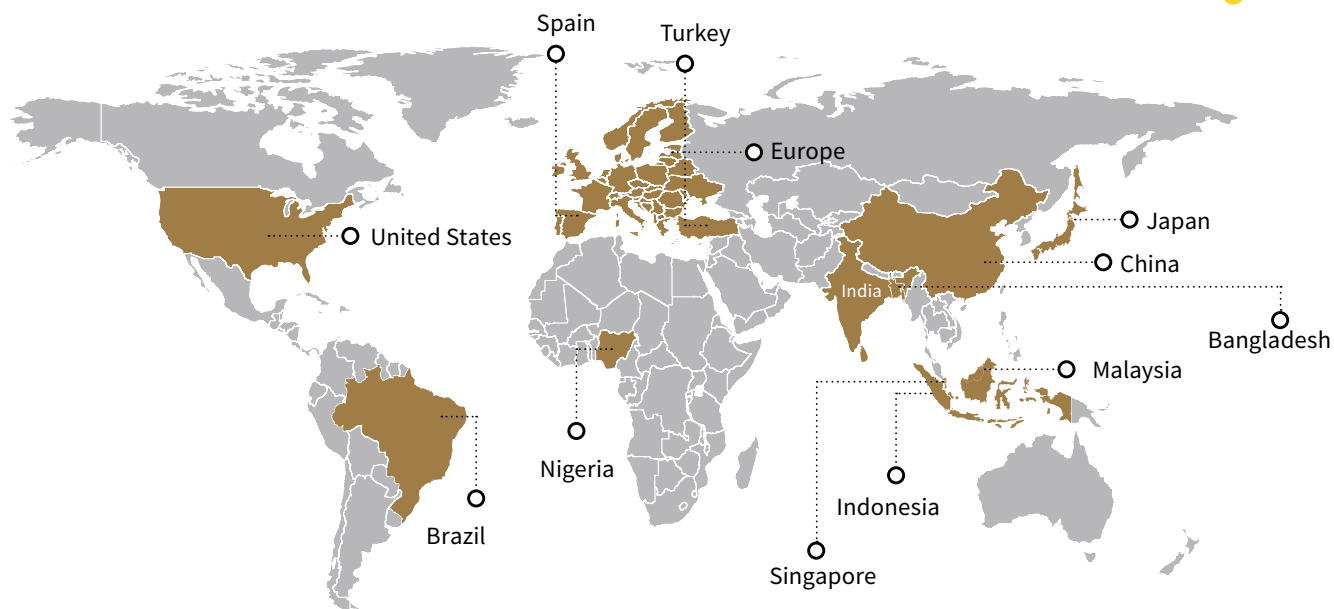 Spain
Turkey
Europe
Japan
United States
China
India
Bangladesh
Malaysia
Nigeria
Indonesia
Brazil
Singapore